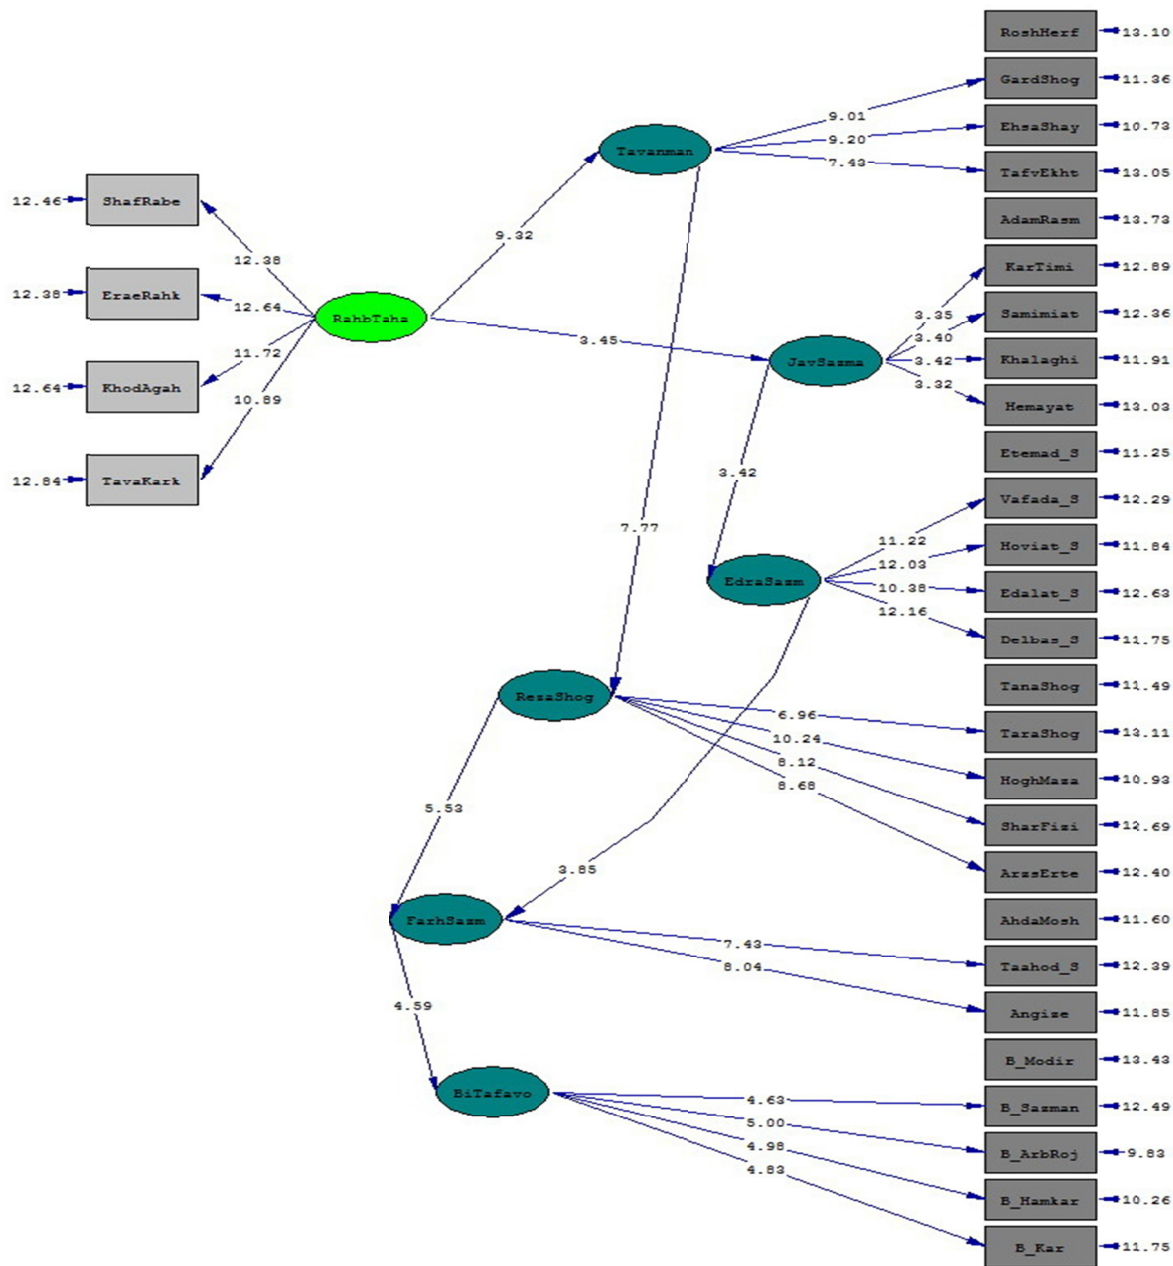 RoshHerf 13.10
GardShog 11.36
9.01
EhsaShay 10.73
Tavanman 9.20
7.43 TafvEkht 13.05
12.46 ShafRabe
AdamRasm 13.73
9.32
12.38 KarTimi 12.89
12.38 EraeRahk 12.64
RahbTaha 3.35 Samimiat 12.36
3.45 3.40
11.72 JavSazma 3.42 Khalaghi 11.91
12.64 KhodAgah 3.32
10.89 Hemayat 13.03
Etemad_S 11.25
12.84 TavaKark 3.42
Vafada_S 12.29
7.77 11.22
12.03 Hoviat_S 11.84
EdraSazm 10.38 Edalat_S 12.63
12.16
Delbas_S 11.75
TanaShog 11.49
RezaShog 6.96
10.24 TaraShog 13.11
8.12
8.68 HoghMaza 10.93
5.53 SharFizi 12.69
3.85 ArzsErte 12.40
FarhSazm AhdaMosh 11.60
7.43
8.04 Taahod_S 12.39
4.59 Angize 11.85
B_Modir 13.43
BiTafavo 4.63 B_Sazman 12.49
5.00
4.98 B_ArbRoj 9.83
4.83
B_Hamkar 10.26
B_Kar 11.75